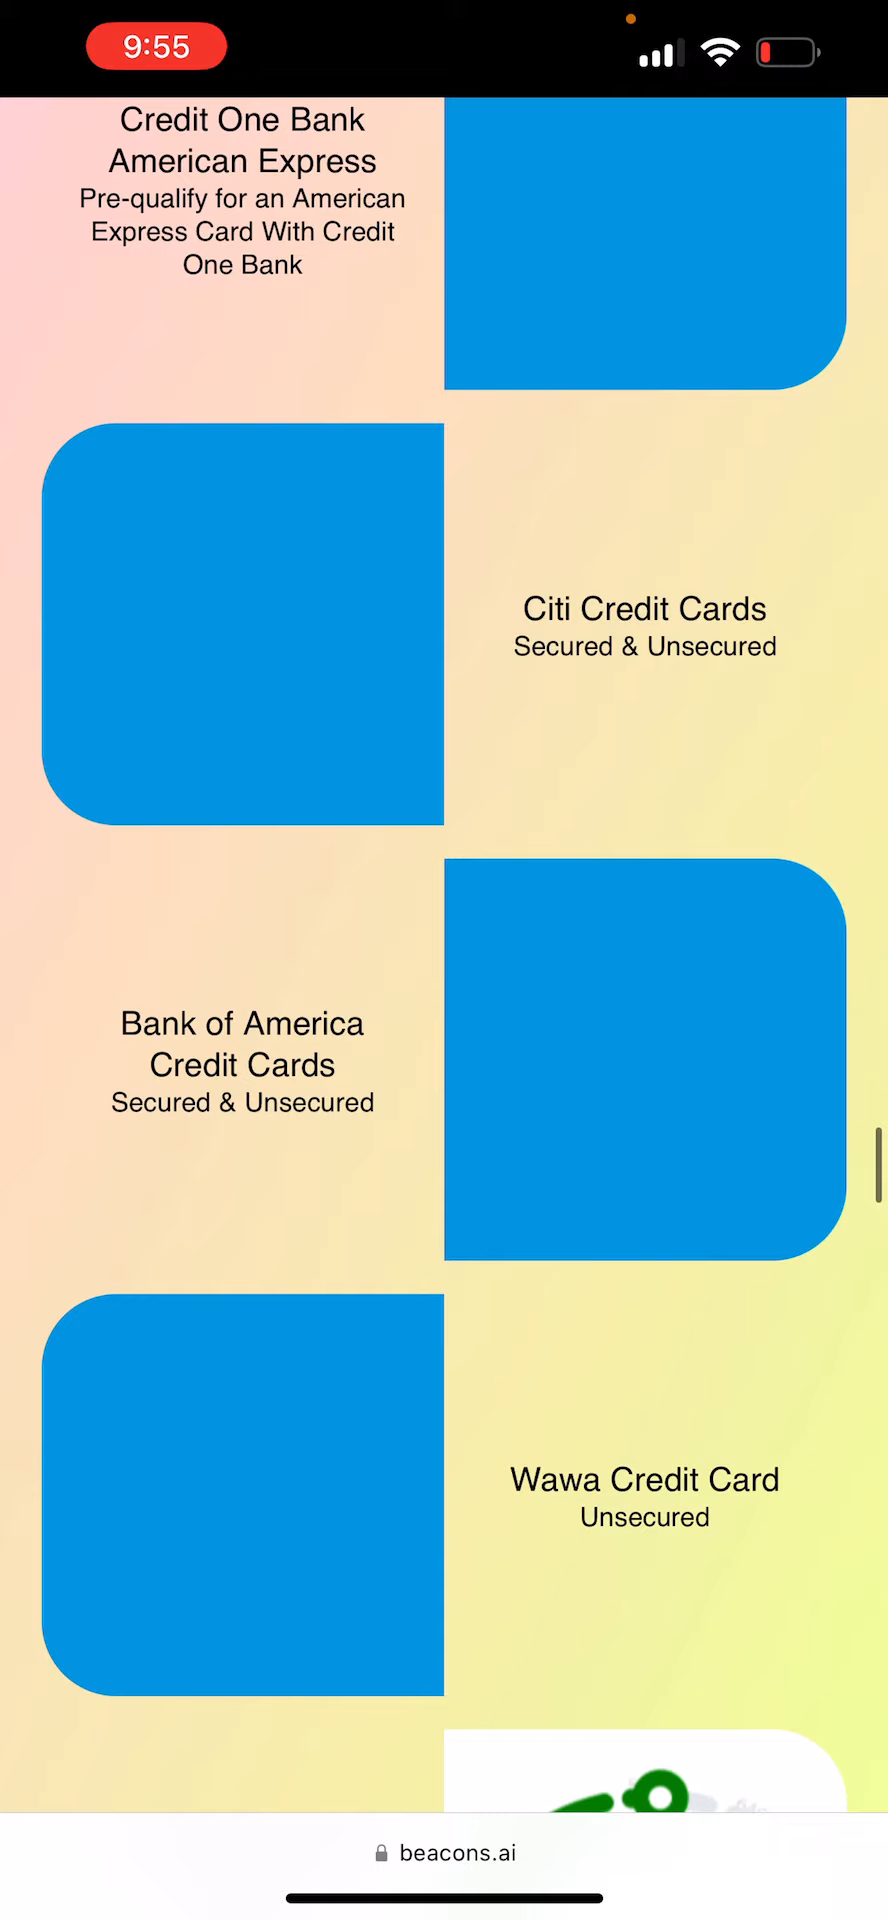 9:55
Credit One Bank
American Express
Pre-qualify for an American
Express Card With Credit
One Bank
Citi Credit Cards
Secured & Unsecured
Bank of America
Credit Cards
Secured & Unsecured
Wawa Credit Card
Unsecured
beacons.ai